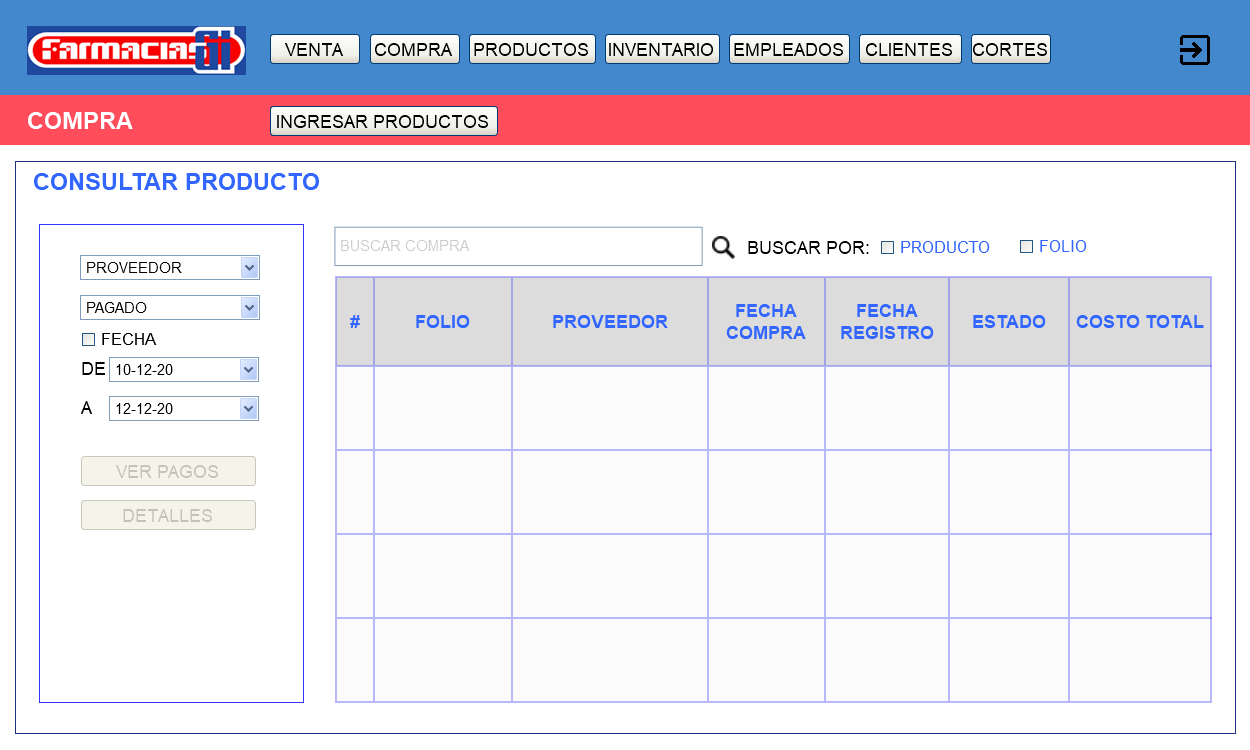 Farmacias GI
VENTA COMPRA PRODUCTOS INVENTARIO EMPLEADOS CLIENTES CORTES
COMPRA INGRESAR PRODUCTOS
CONSULTAR PRODUCTO
BUSCAR COMPRA BUSCAR POR: PRODUCTO FOLIO
PROVEEDOR
PAGADO
FECHA
DE 10-12-20
A 12-12-20
VER PAGOS
DETALLES
# FOLIO PROVEEDOR FECHA COMPRA FECHA REGISTRO ESTADO COSTO TOTAL